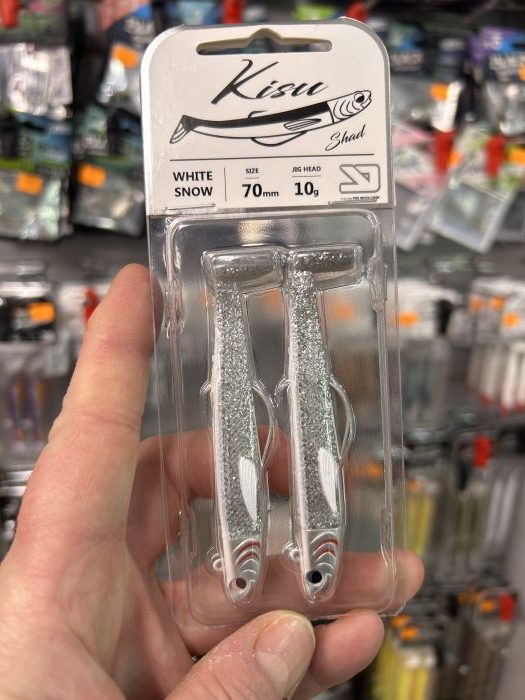 Kisu
Shad
WHITE
SNOW
SIZE
70mm
JIG HEAD
10g